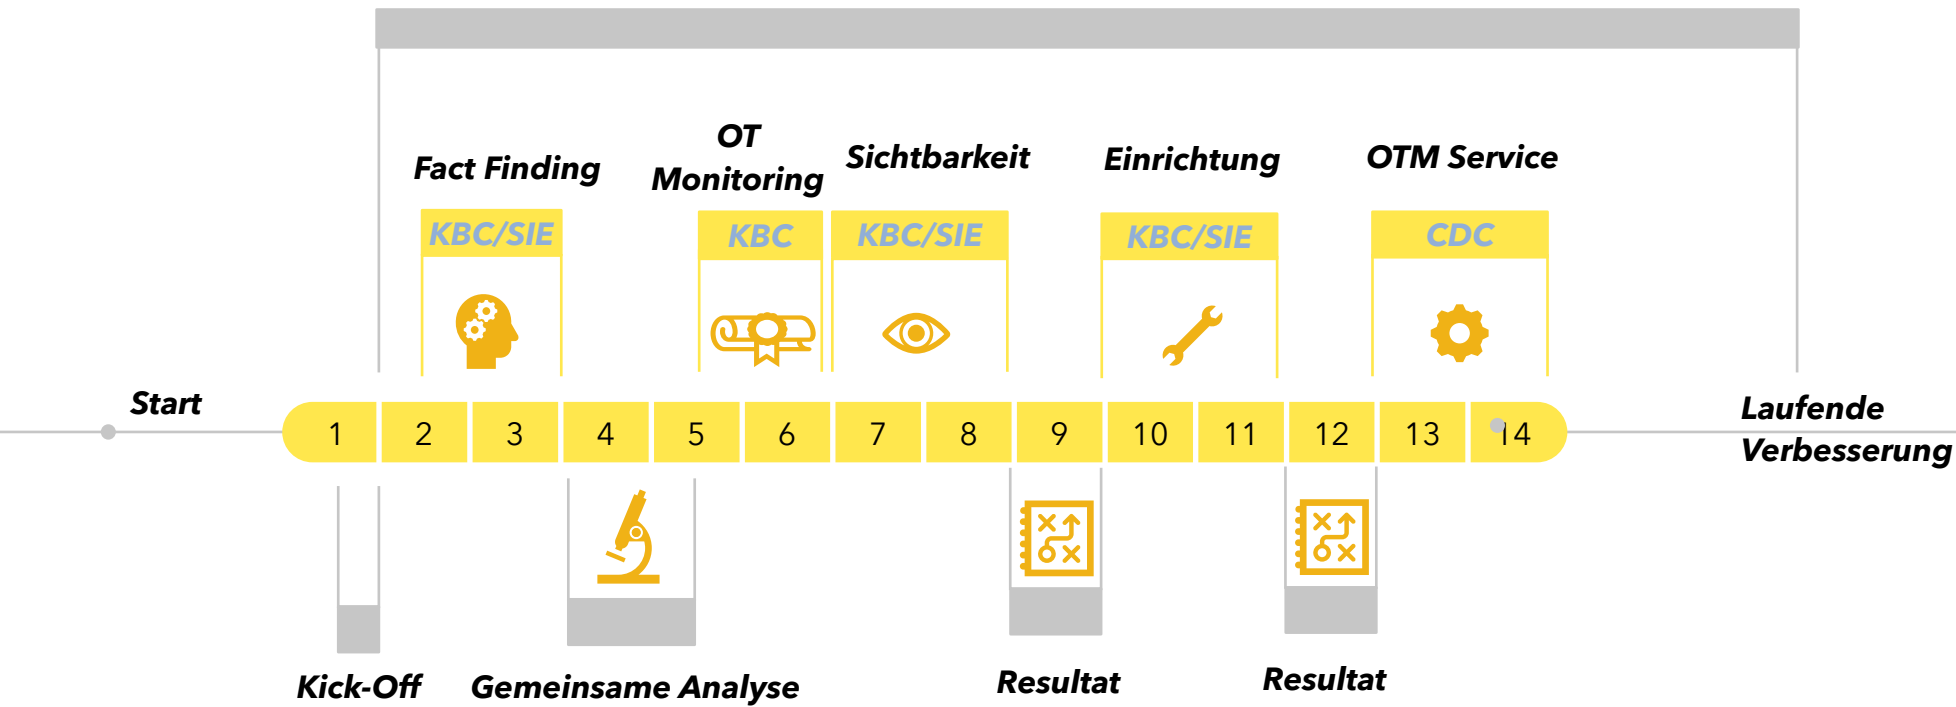 Fact Finding
OT
Monitoring
Sichtbarkeit
Einrichtung
OTM Service
KBC/SIE
KBC
KBC/SIE
KBC/SIE
CDC
Start
1 2 3 4 5 6 7 8 9 10 11 12 13 14
Laufende
Verbesserung
Kick-Off
Gemeinsame Analyse
Resultat
Resultat